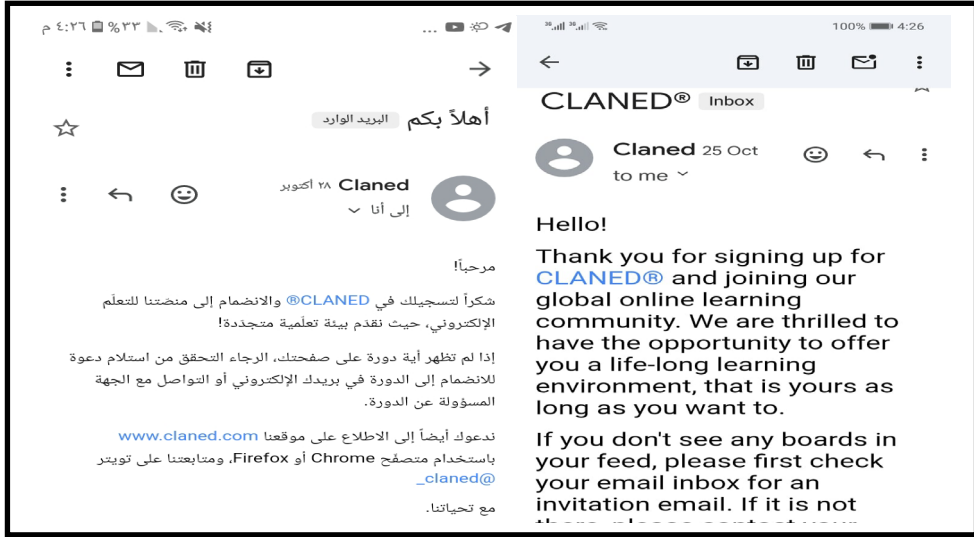 ٤:٢٦ م
%٣٣
...
أهلاً بكم
البريد الوارد
Claned ٢٨ أكتوبر
إلى أنا
مرحباً!
شكراً لتسجيلك في CLANED® والانضمام إلى منصّتنا للتعلّم
الإلكتروني، حيث نقدّم بيئة تعلّمية متجدّدة!
إذا لم تظهر أية دورة على صفحتك، الرجاء التحقق من استلام دعوة
للانضمام إلى الدورة في بريدك الإلكتروني أو التواصل مع الجهة
المسؤولة عن الدورة.
ندعوك أيضاً إلى الاطلاع على موقعنا www.claned.com
باستخدام متصفّح Chrome أو Firefox، ومتابعتنا على تويتر
@claned_
مع تحياتنا.
3G 3G
100% 4:26
CLANED® Inbox
Claned 25 Oct
to me
Hello!
Thank you for signing up for
CLANED® and joining our
global online learning
community. We are thrilled to
have the opportunity to offer
you a life-long learning
environment, that is yours as
long as you want to.
If you don't see any boards in
your feed, please first check
your email inbox for an
invitation email. If it is not